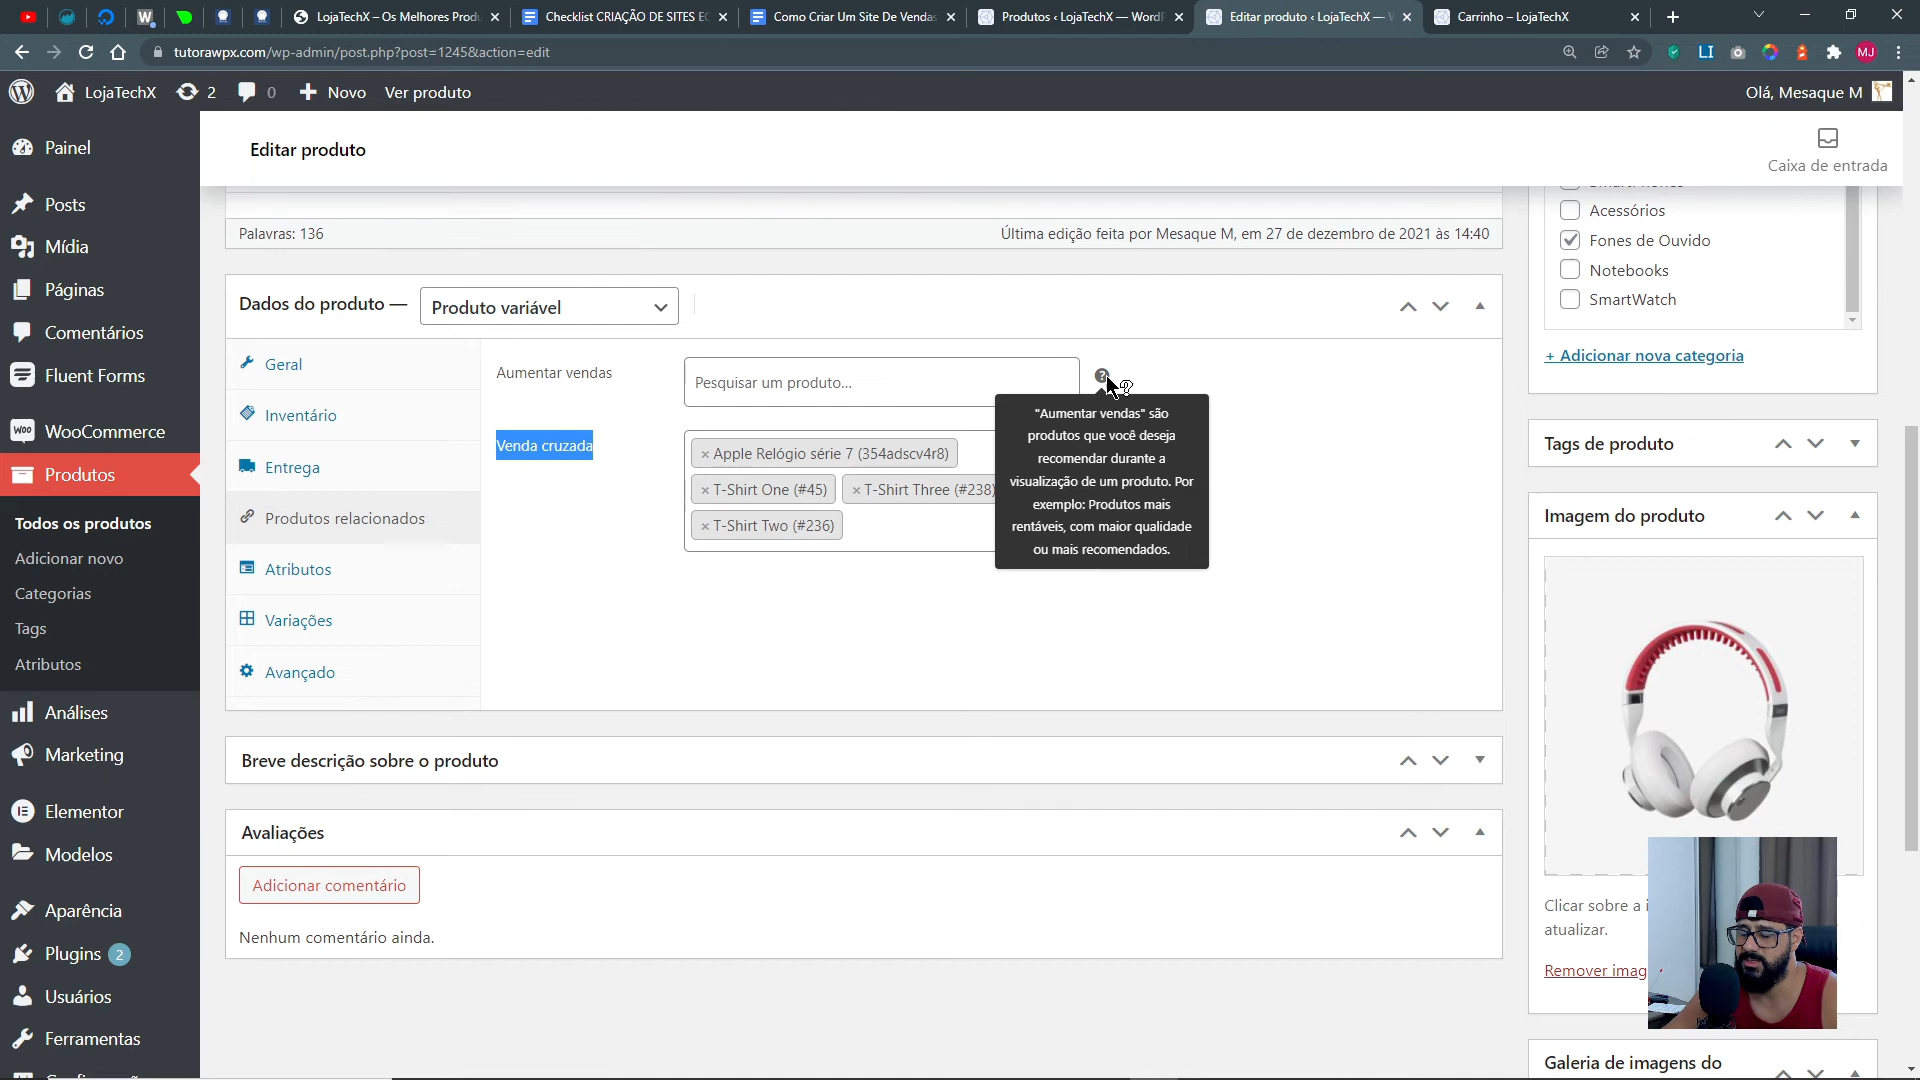 LojaTechX – Os Melhores Produ
Checklist CRIAÇÃO DE SITES EC
Como Criar Um Site De Vendas
Produtos ‹ LojaTechX — WordP
Editar produto ‹ LojaTechX — W
Carrinho – LojaTechX
tutorawpx.com/wp-admin/post.php?post=1245&action=edit
LI
MJ
LojaTechX
2
0
Novo
Ver produto
Olá, Mesaque M
Painel
Posts
Mídia
Páginas
Comentários
Fluent Forms
WooCommerce
Produtos
Todos os produtos
Adicionar novo
Categorias
Tags
Atributos
Análises
Marketing
Elementor
Modelos
Aparência
Plugins 2
Usuários
Ferramentas
Editar produto
Caixa de entrada
Palavras: 136
Última edição feita por Mesaque M, em 27 de dezembro de 2021 às 14:40
Dados do produto —
Produto variável
Geral
Inventário
Entrega
Produtos relacionados
Atributos
Variações
Avançado
Aumentar vendas
Pesquisar um produto...
Venda cruzada
× Apple Relógio série 7 (354adscv4r8)
× T-Shirt One (#45)
× T-Shirt Three (#238)
× T-Shirt Two (#236)
"Aumentar vendas" são
produtos que você deseja
recomendar durante a
visualização de um produto. Por
exemplo: Produtos mais
rentáveis, com maior qualidade
ou mais recomendados.
Breve descrição sobre o produto
Avaliações
Adicionar comentário
Nenhum comentário ainda.
Acessórios
Fones de Ouvido
Notebooks
SmartWatch
+ Adicionar nova categoria
Tags de produto
Imagem do produto
Clicar sobre a i
atualizar.
Remover imag
Galeria de imagens do